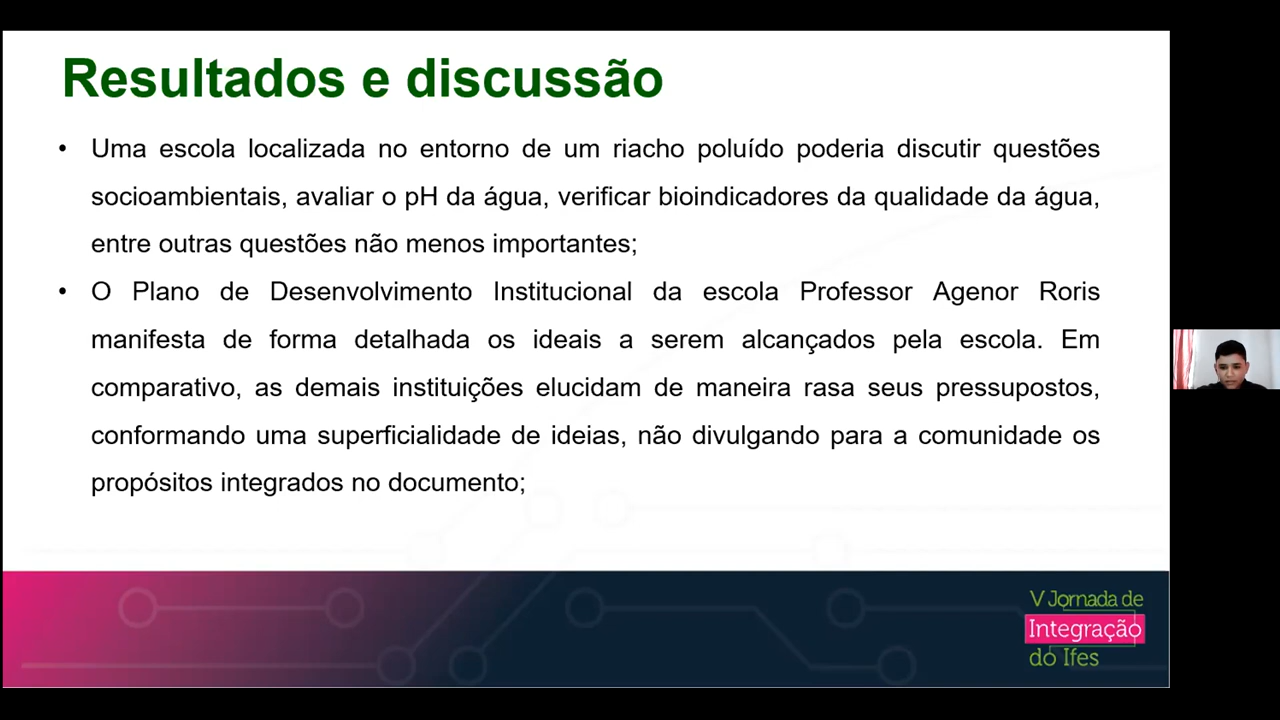 Resultados e discussão
• Uma escola localizada no entorno de um riacho poluído poderia discutir questões
socioambientais, avaliar o pH da água, verificar bioindicadores da qualidade da água,
entre outras questões não menos importantes;
• O Plano de Desenvolvimento Institucional da escola Professor Agenor Roris
manifesta de forma detalhada os ideais a serem alcançados pela escola. Em
comparativo, as demais instituições elucidam de maneira rasa seus pressupostos,
conformando uma superficialidade de ideias, não divulgando para a comunidade os
propósitos integrados no documento;
V Jornada de
Integração
do Ifes